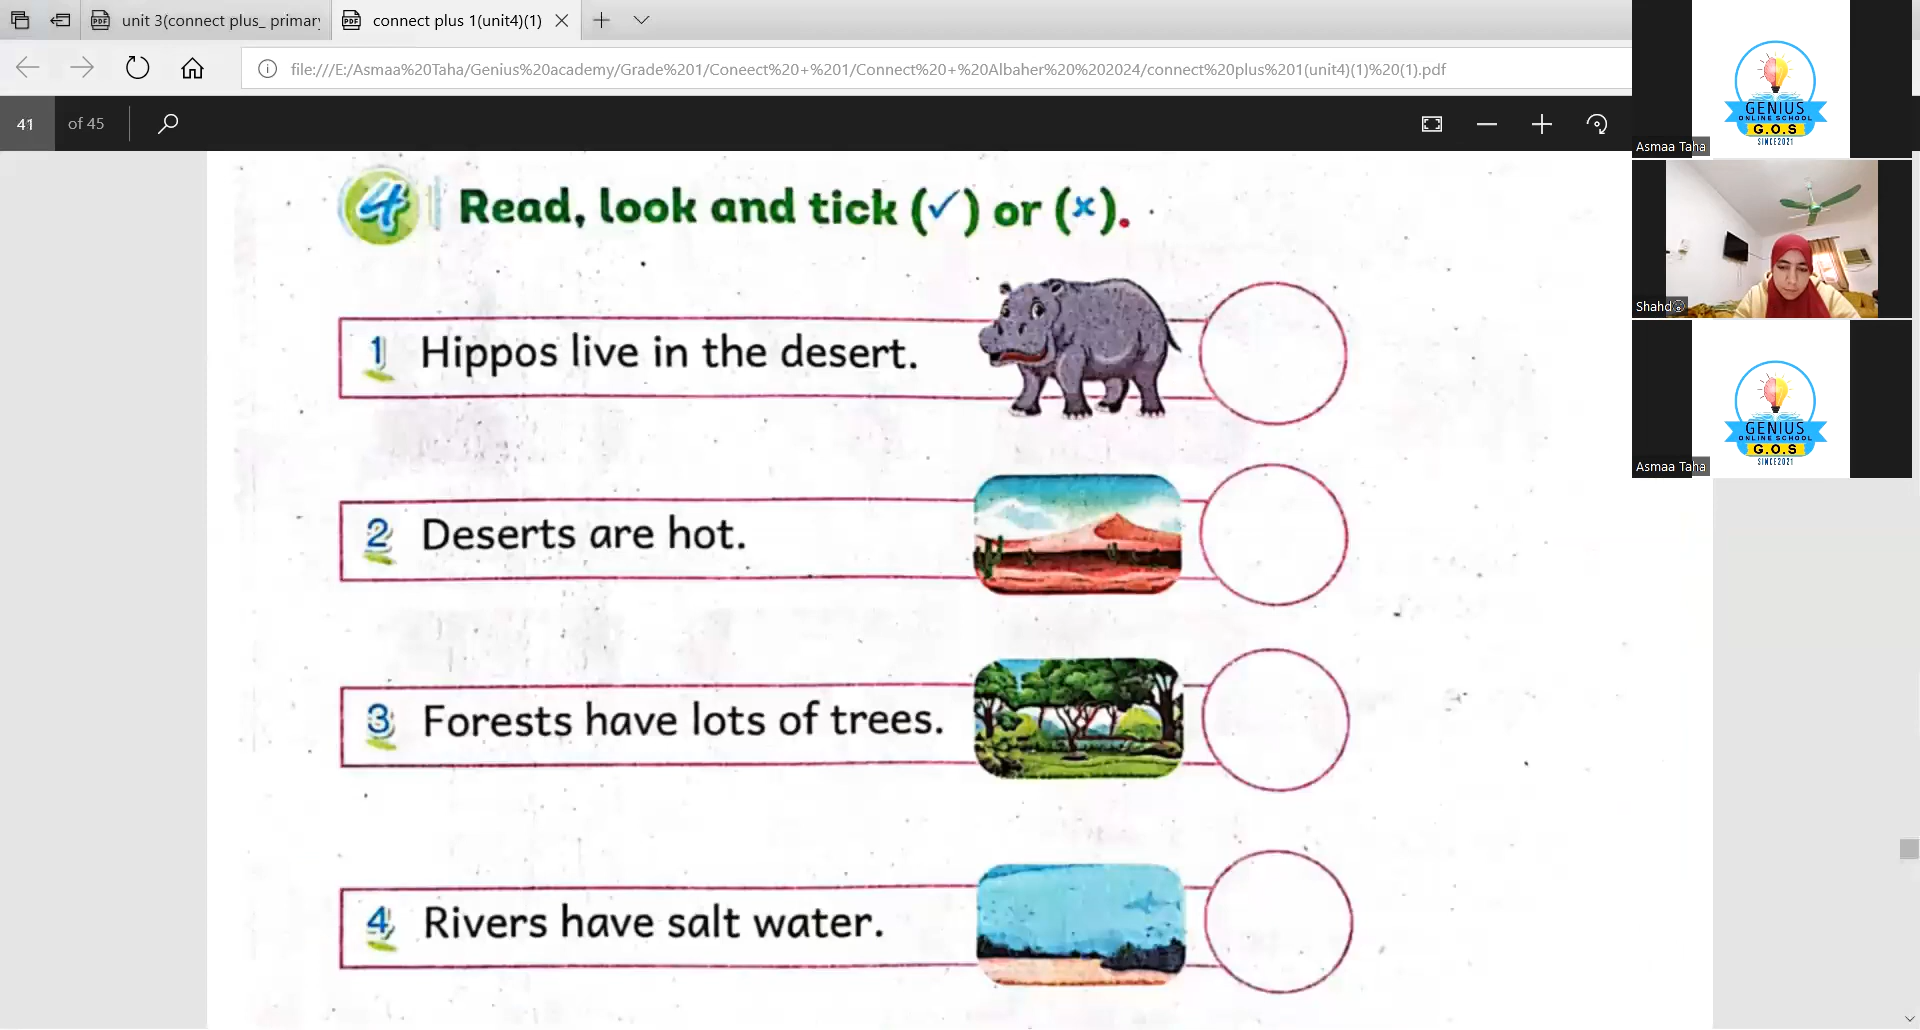 unit 3(connect plus_ primar
connect plus 1(unit4)(1)
file:///E:/Asmaa%20Taha/Genius%20academy/Grade%201/Coneect%20+%201/Connect%20+%20Albaher%20%202024/connect%20plus%201(unit4)(1)%20(1).pdf
41 of 45
4 Read, look and tick (✓) or (×).
1 Hippos live in the desert.
2 Deserts are hot.
3 Forests have lots of trees.
4 Rivers have salt water.
GENIUS
ONLINE SCHOOL
G.O.S
SINCE2021
Asmaa Taha
Shahd
GENIUS
ONLINE SCHOOL
G.O.S
SINCE2021
Asmaa Taha